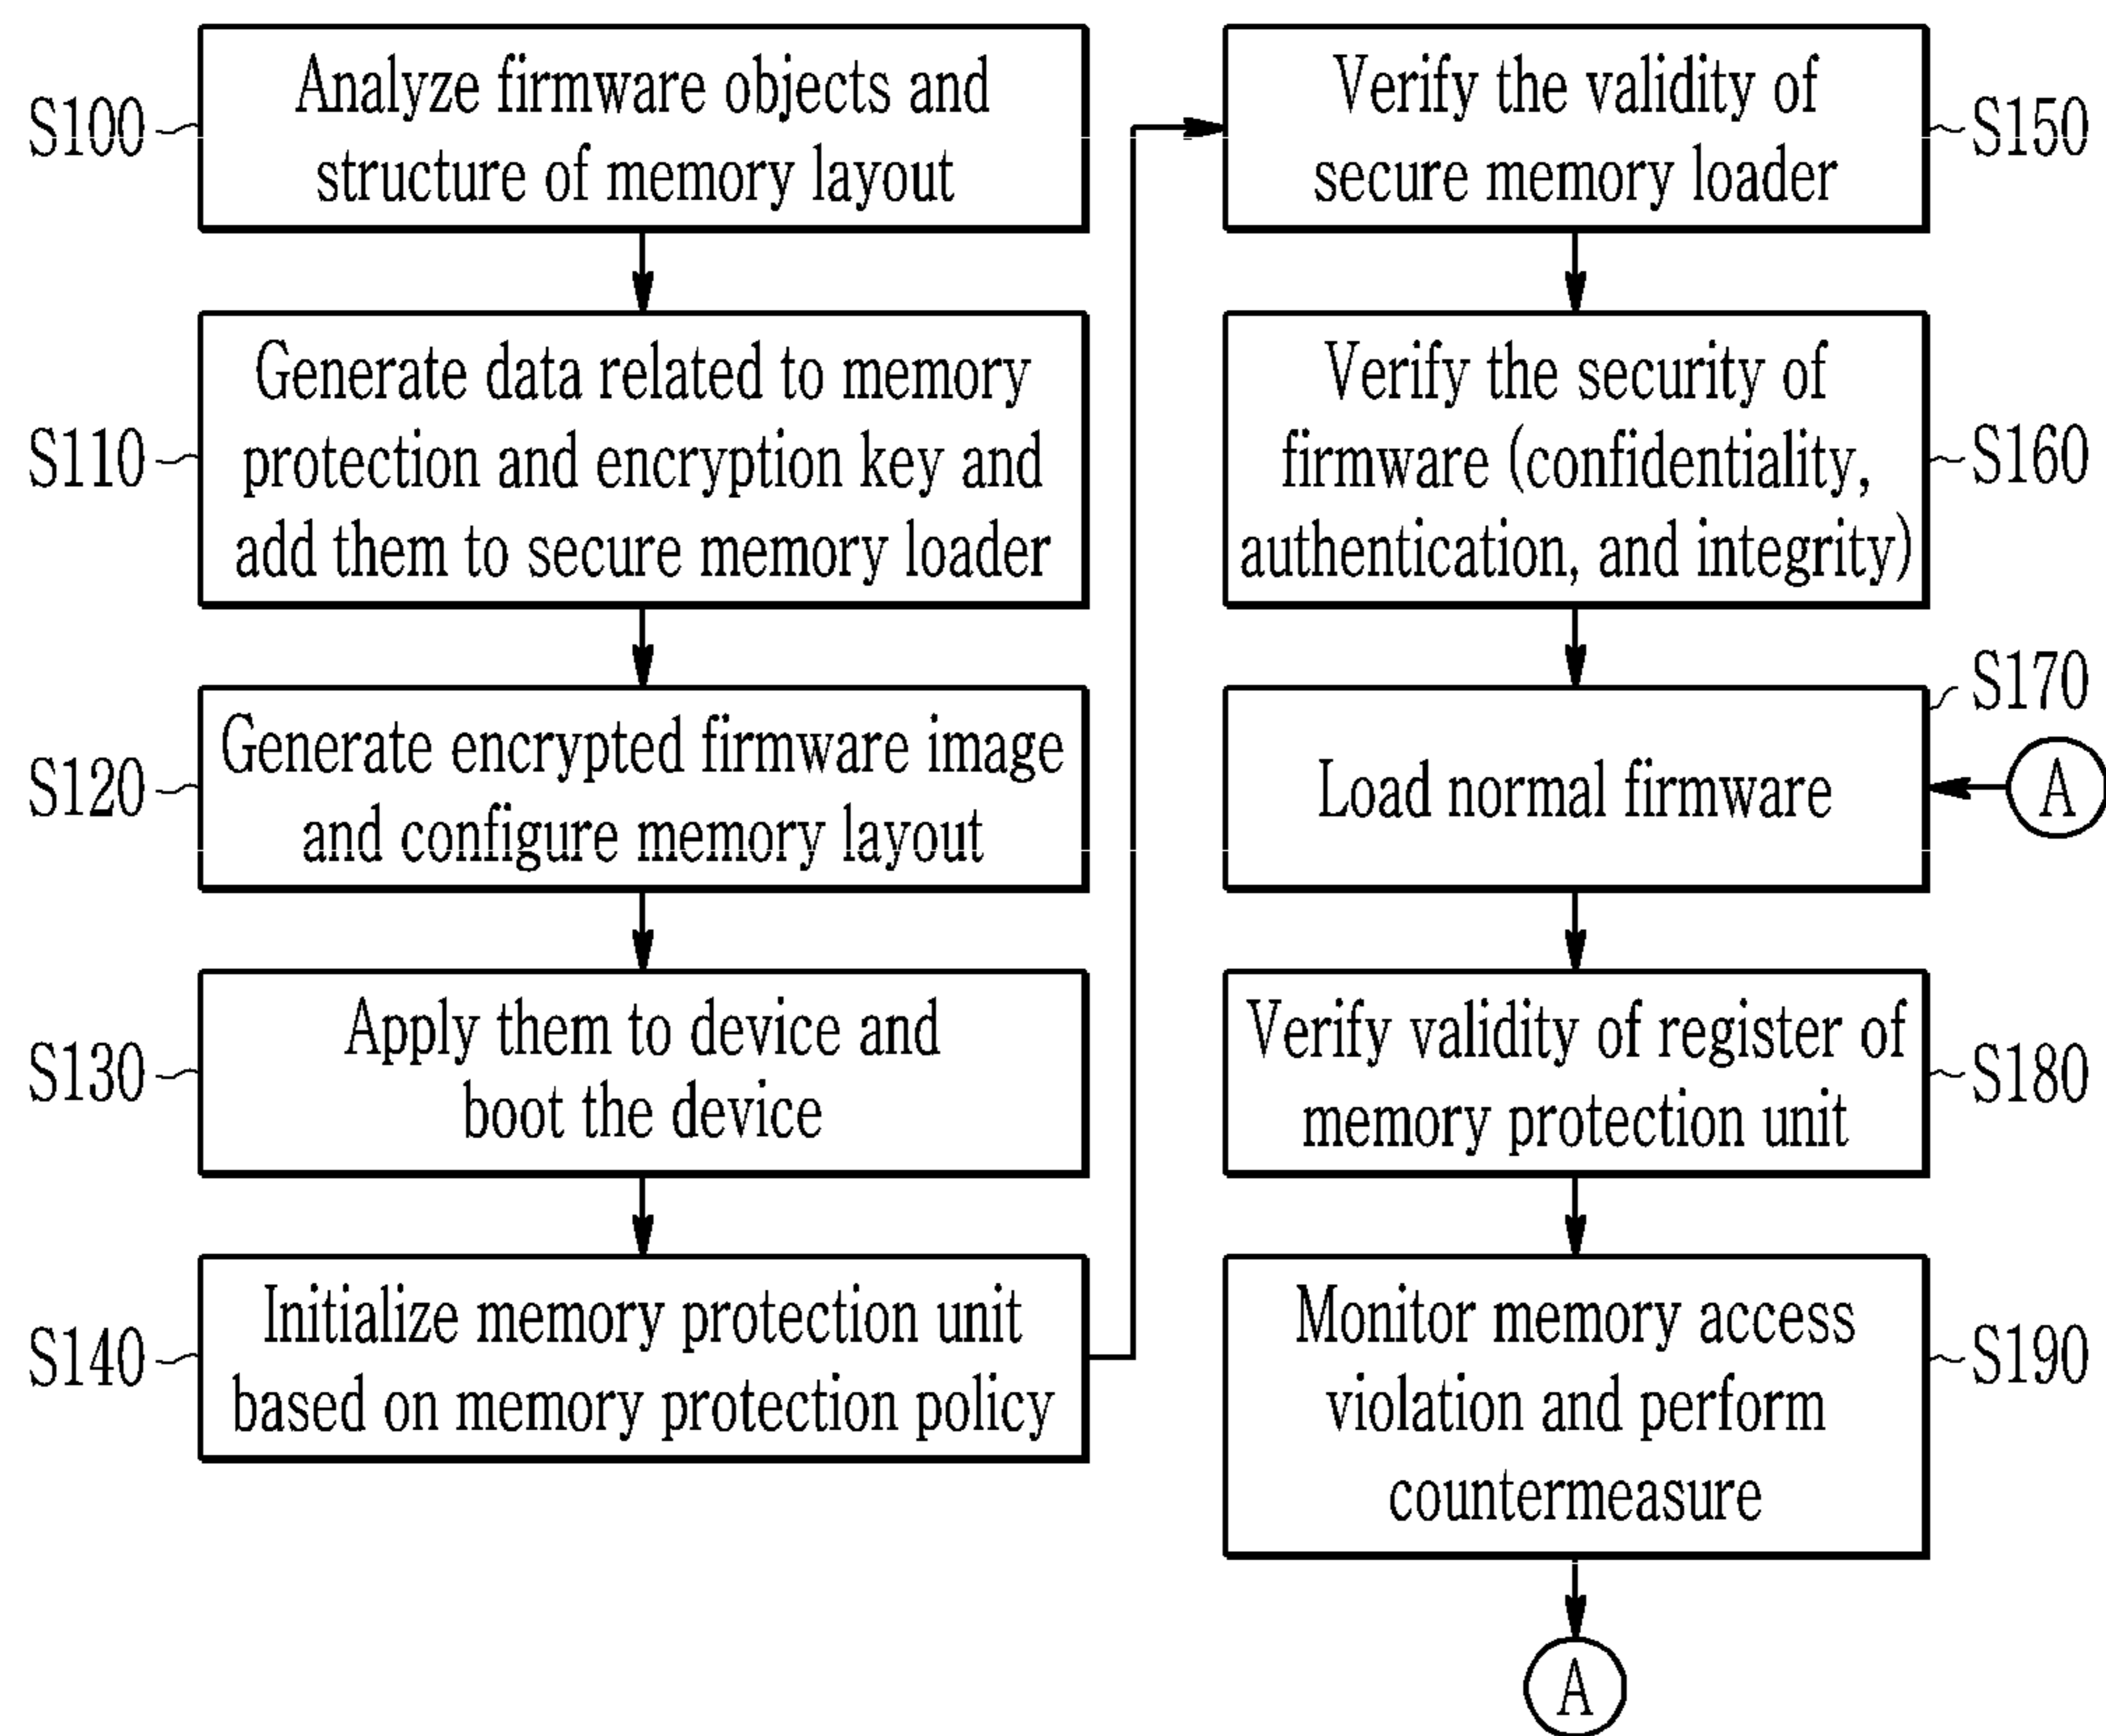 S100
Analyze firmware objects and
structure of memory layout
S110
Generate data related to memory
protection and encryption key and
add them to secure memory loader
S120
Generate encrypted firmware image
and configure memory layout
S130
Apply them to device and
boot the device
S140
Initialize memory protection unit
based on memory protection policy
Verify the validity of
secure memory loader
S150
Verify the security of
firmware (confidentiality,
authentication, and integrity)
S160
S170
Load normal firmware
A
Verify validity of register of
memory protection unit
S180
Monitor memory access
violation and perform
countermeasure
S190
A